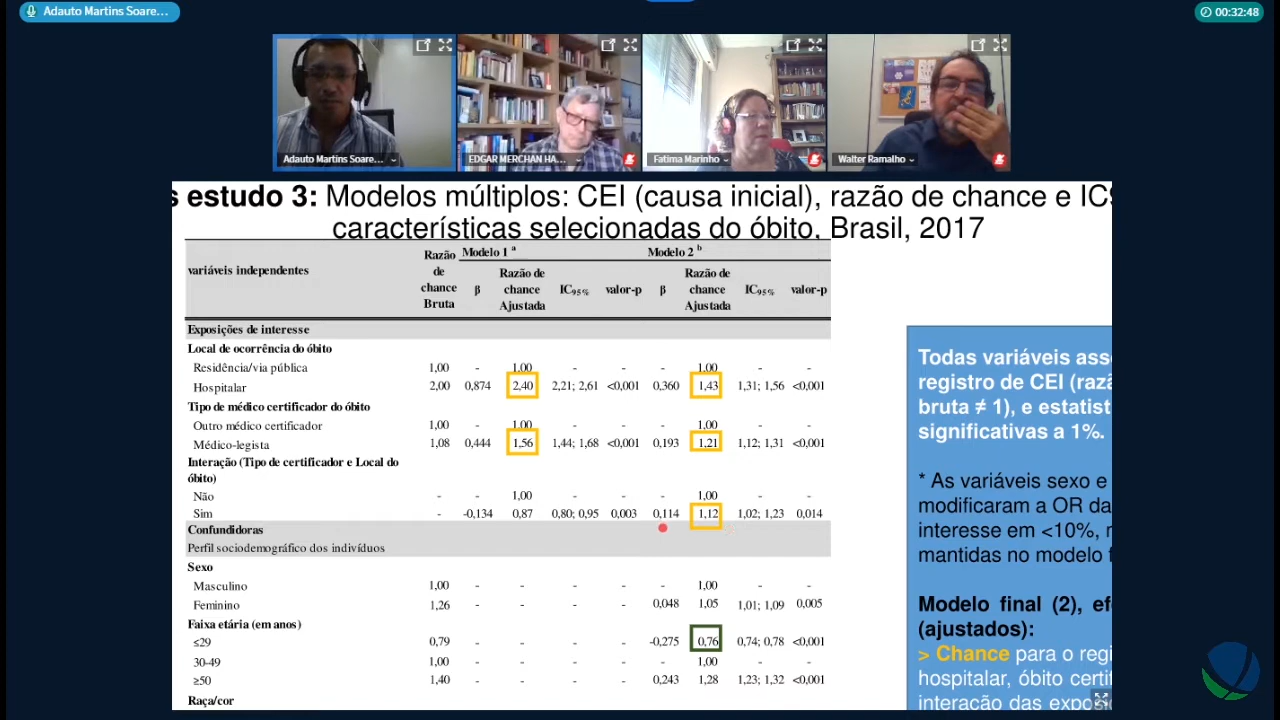 Adauto Martins Soare...
00:32:48
Adauto Martins Soare...
EDGAR MERCHAN HA...
Fatima Marinho
Walter Ramalho
s estudo 3: Modelos múltiplos: CEI (causa inicial), razão de chance e IC9
características selecionadas do óbito, Brasil, 2017
variáveis independentes Razão de chance Bruta Modelo 1 a Modelo 2 b
β Razão de chance Ajustada IC95% valor-p β Razão de chance Ajustada IC95% valor-p
Exposições de interesse
Local de ocorrência do óbito
Residência/via pública 1,00 - 1,00 - - - 1,00 - -
Hospitalar 2,00 0,874 2,40 2,21; 2,61 <0,001 0,360 1,43 1,31; 1,56 <0,001
Tipo de médico certificador do óbito
Outro médico certificador 1,00 - 1,00 - - - 1,00 - -
Médico-legista 1,08 0,444 1,56 1,44; 1,68 <0,001 0,193 1,21 1,12; 1,31 <0,001
Interação (Tipo de certificador e Local do
óbito)
Não - - 1,00 - - - 1,00 - -
Sim - -0,134 0,87 0,80; 0,95 0,003 0,114 1,12 1,02; 1,23 0,014
Confundidoras
Perfil sociodemográfico dos indivíduos
Sexo
Masculino 1,00 - - - - - 1,00 - -
Feminino 1,26 - - - - 0,048 1,05 1,01; 1,09 0,005
Faixa etária (em anos)
≤29 0,79 - - - - -0,275 0,76 0,74; 0,78 <0,001
30-49 1,00 - - - - - 1,00 - -
≥50 1,40 - - - - 0,243 1,28 1,23; 1,32 <0,001
Raça/cor
Todas variáveis ass
registro de CEI (raz
bruta ≠ 1), e estatist
significativas a 1%.
* As variáveis sexo e
modificaram a OR da
interesse em <10%,
mantidas no modelo
Modelo final (2), ef
(ajustados):
> Chance para o regi
hospitalar, óbito certif
interação das expos